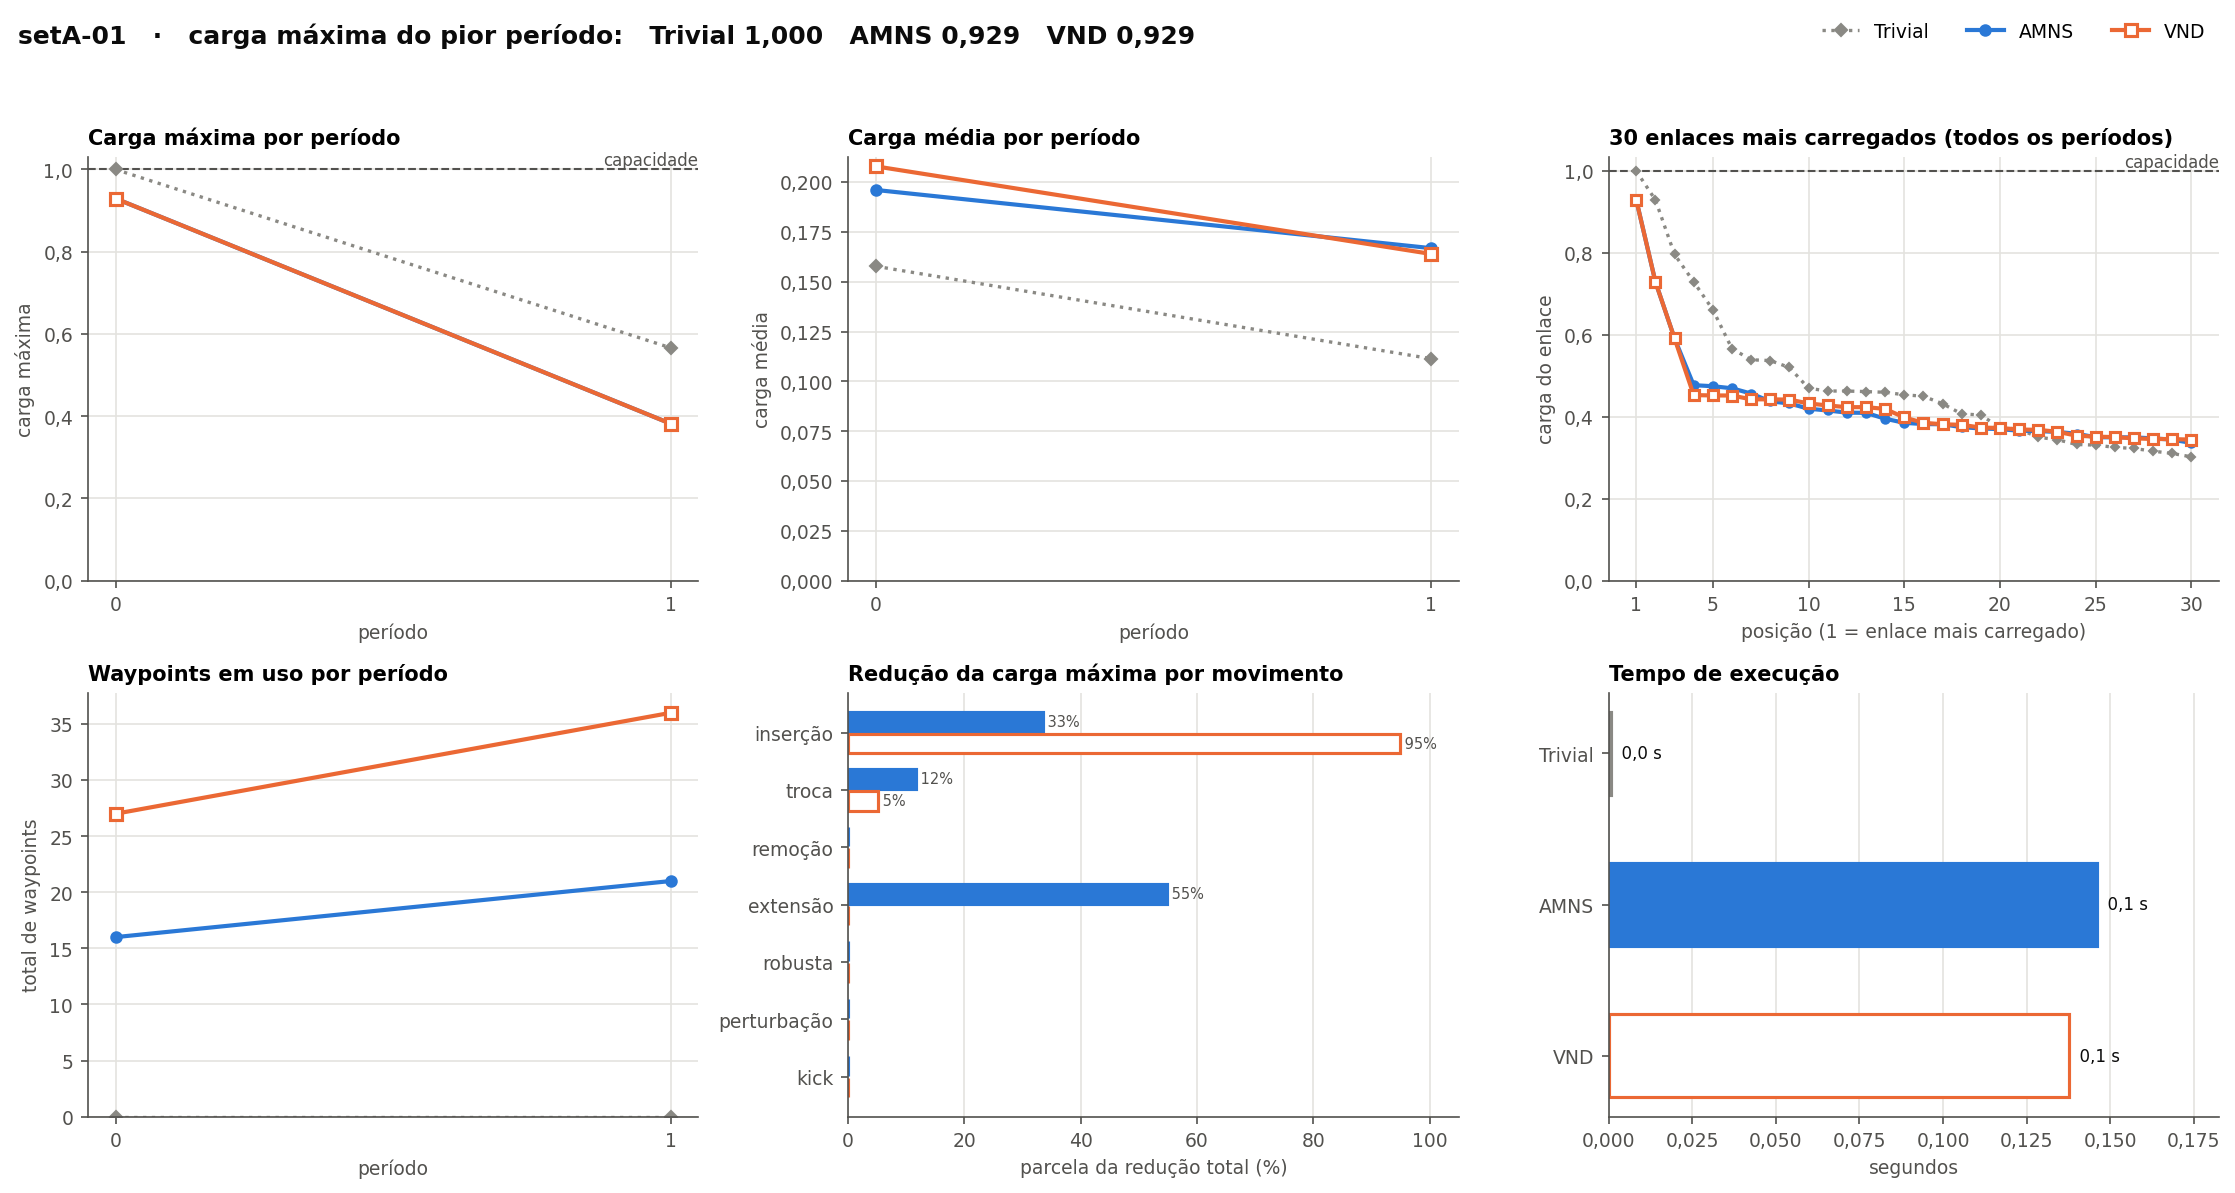 setA-01   ·   carga máxima do pior período:   Trivial 1,000   AMNS 0,929   VND 0,929
Trivial   AMNS   VND
Carga máxima por período
capacidade
1,0
0,8
0,6
0,4
0,2
0,0
carga máxima
0   1
período
Carga média por período
0,200
0,175
0,150
0,125
0,100
0,075
0,050
0,025
0,000
carga média
0   1
período
30 enlaces mais carregados (todos os períodos)
capacidade
1,0
0,8
0,6
0,4
0,2
0,0
carga do enlace
1   5   10   15   20   25   30
posição (1 = enlace mais carregado)
Waypoints em uso por período
35
30
25
20
15
10
5
0
total de waypoints
0   1
período
Redução da carga máxima por movimento
inserção   33%
95%
troca   12%
5%
remoção
extensão   55%
robusta
perturbação
kick
0   20   40   60   80   100
parcela da redução total (%)
Tempo de execução
Trivial   0,0 s
AMNS   0,1 s
VND   0,1 s
0,000   0,025   0,050   0,075   0,100   0,125   0,150   0,175
segundos